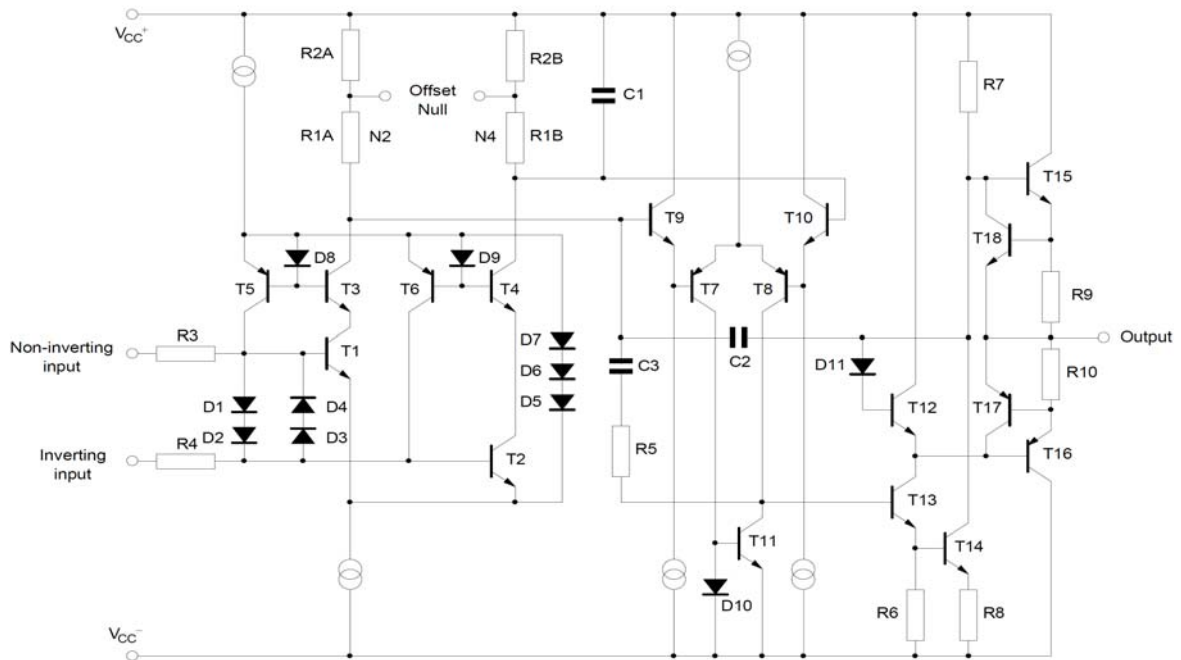 VCC+
R2A
R2B
Offset
Null
C1
R7
R1A
N2
N4
R1B
T15
T9
T10
T18
D8
D9
T5
T3
T6
T4
T7
T8
R9
Non-inverting
input
R3
T1
D7
C2
Output
C3
D11
R10
D6
D1
D4
D5
T12
T17
D2
D3
Inverting
input
R4
T2
R5
T16
T13
T11
T14
D10
R6
R8
VCC-